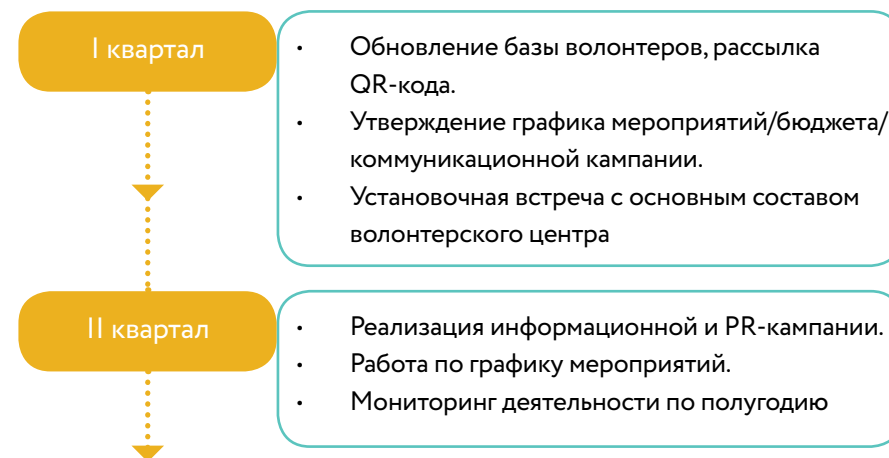 I квартал
• Обновление базы волонтеров, рассылка
QR-кода.
• Утверждение графика мероприятий/бюджета/
коммуникационной кампании.
• Установочная встреча с основным составом
волонтерского центра
II квартал
• Реализация информационной и PR-кампании.
• Работа по графику мероприятий.
• Мониторинг деятельности по полугодию